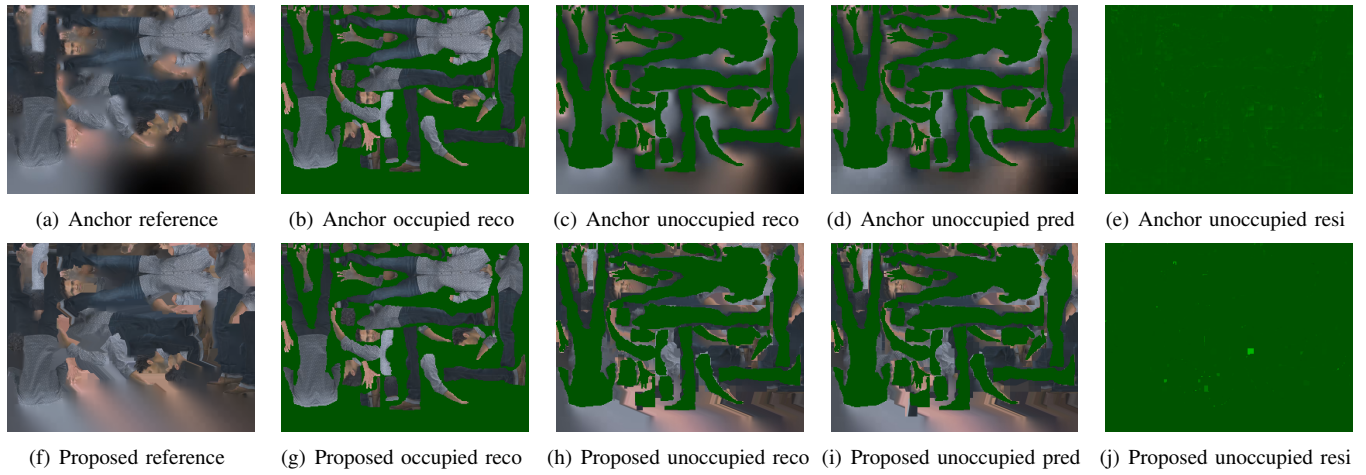 (a) Anchor reference
(b) Anchor occupied reco
(c) Anchor unoccupied reco
(d) Anchor unoccupied pred
(e) Anchor unoccupied resi
(f) Proposed reference
(g) Proposed occupied reco
(h) Proposed unoccupied reco
(i) Proposed unoccupied pred
(j) Proposed unoccupied resi